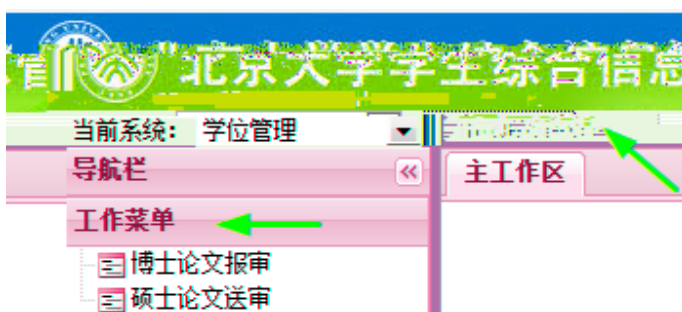 北京大学学生综合信息
当前系统： 学位管理
导航栏
主工作区
工作菜单
博士论文报审
硕士论文送审